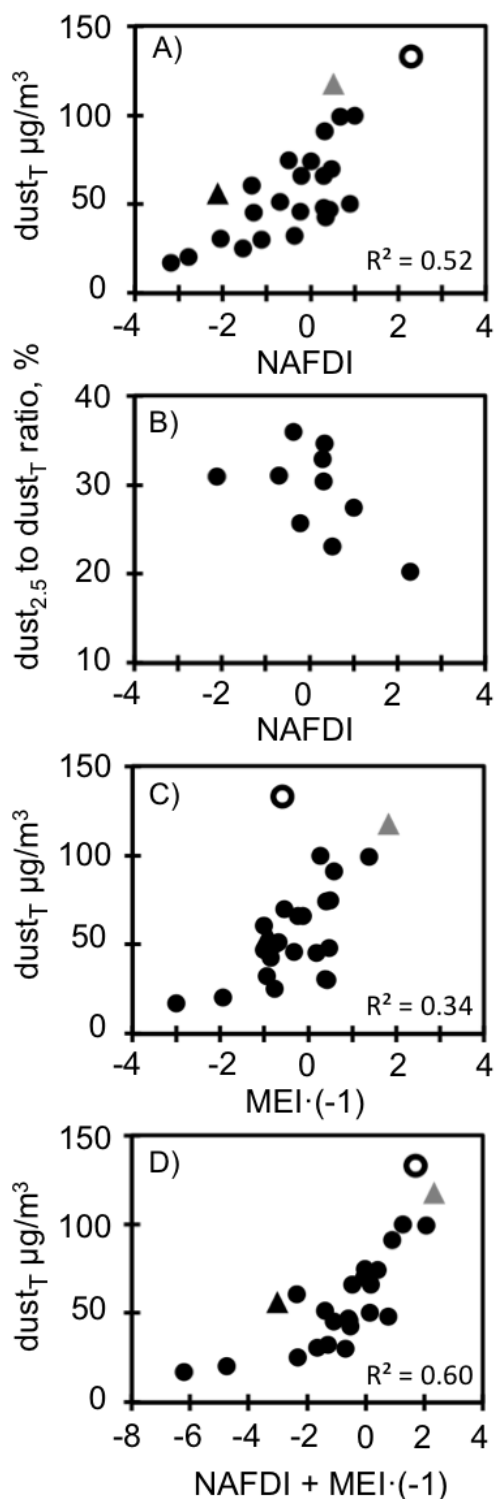 A)
dust_T µg/m³
150
100
50
0
R² = 0.52
-4 -2 0 2 4
NAFDI
B)
dust_2.5 to dust_T ratio, %
40
30
20
10
-4 -2 0 2 4
NAFDI
C)
dust_T µg/m³
150
100
50
0
R² = 0.34
-4 -2 0 2 4
MEI·(-1)
D)
dust_T µg/m³
150
100
50
0
R² = 0.60
-8 -6 -4 -2 0 2 4
NAFDI + MEI·(-1)